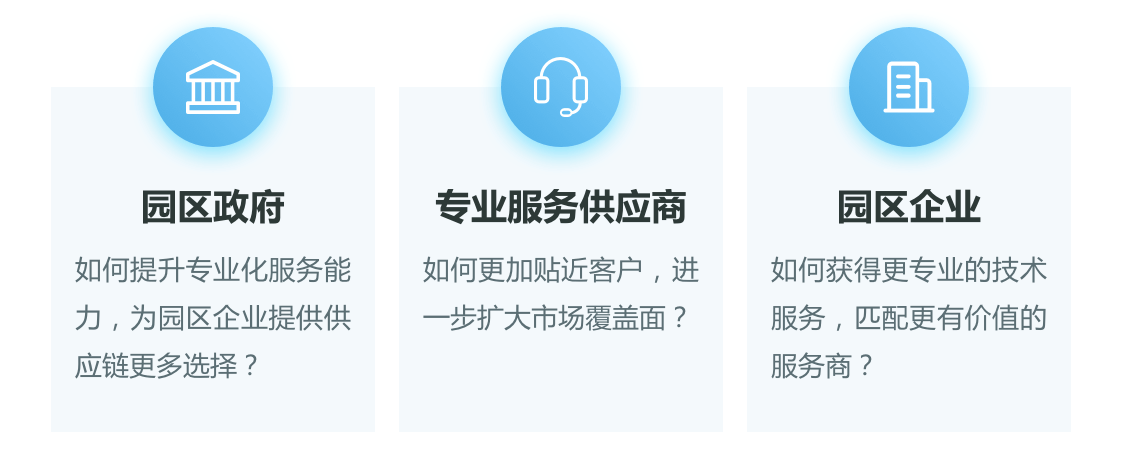 园区政府
如何提升专业化服务能
力，为园区企业提供供
应链更多选择？
专业服务供应商
如何更加贴近客户，进
一步扩大市场覆盖面？
园区企业
如何获得更专业的技术
服务，匹配更有价值的
服务商？